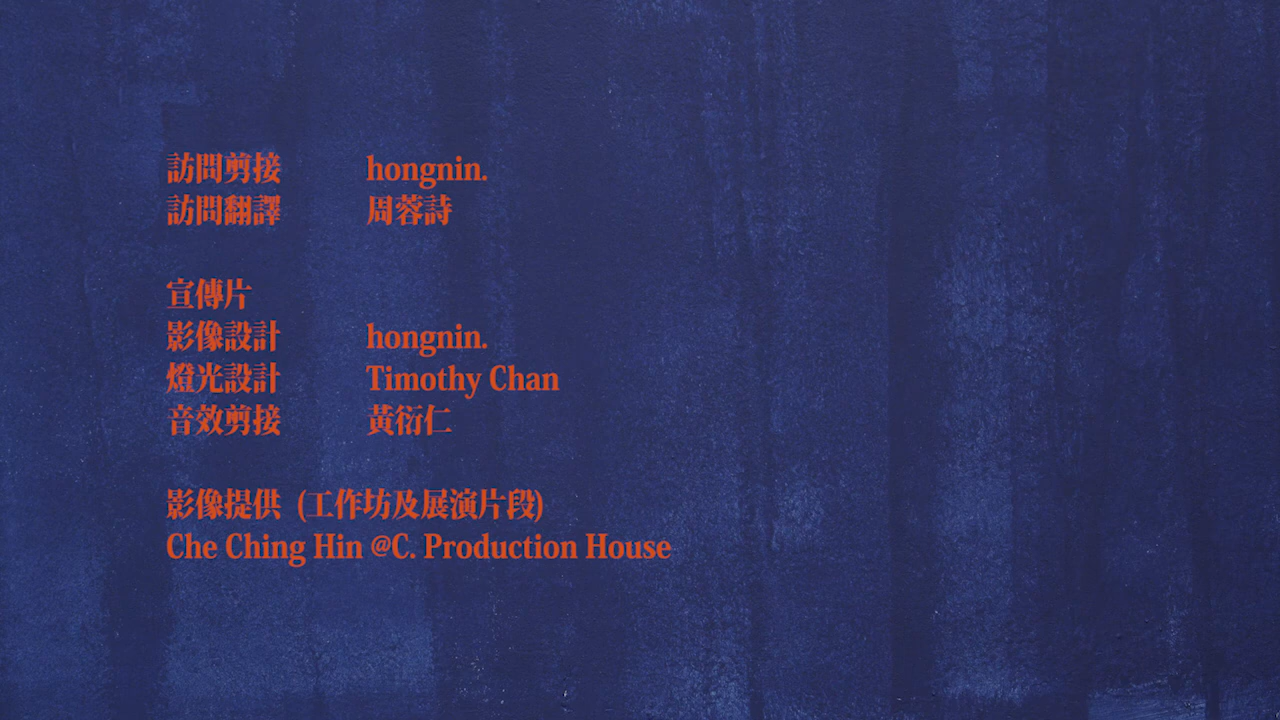 訪問剪接 hongnin.
訪問翻譯 周蓉詩
宣傳片
影像設計 hongnin.
燈光設計 Timothy Chan
音效剪接 黃衍仁
影像提供 (工作坊及展演片段)
Che Ching Hin @C. Production House